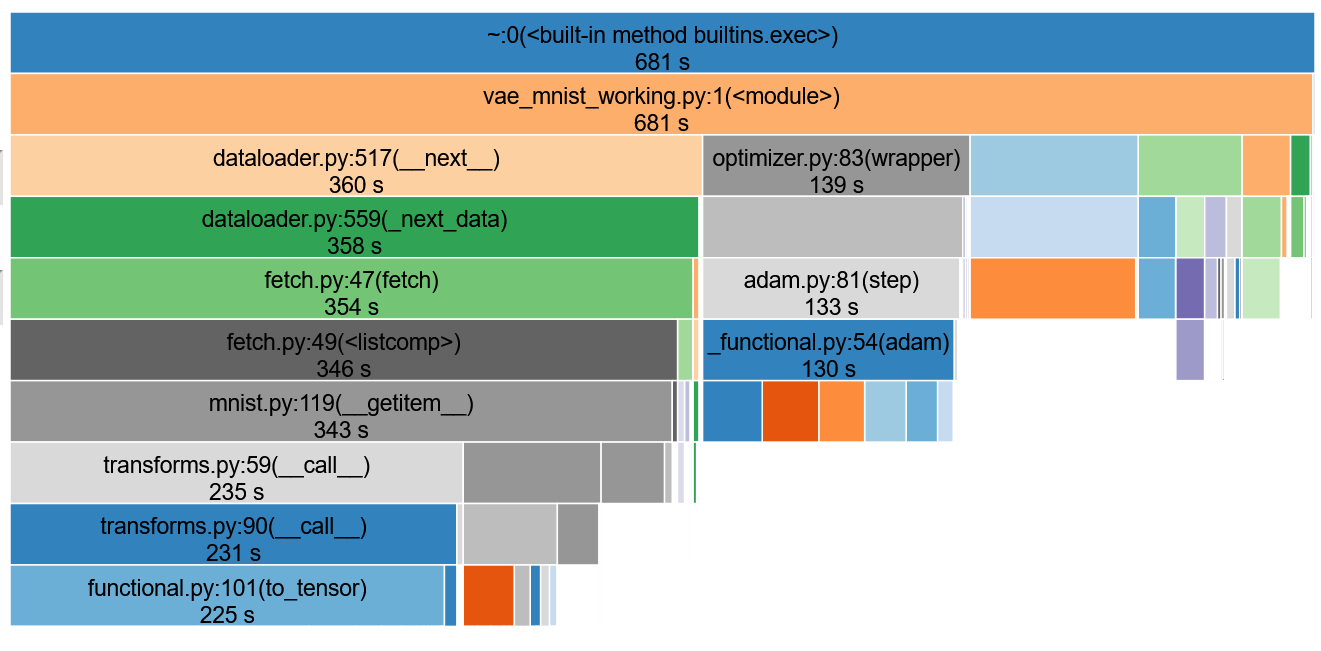 ~:0(<built-in method builtins.exec>)
681 s
vae_mnist_working.py:1(<module>)
681 s
dataloader.py:517(__next__)
360 s
optimizer.py:83(wrapper)
139 s
dataloader.py:559(_next_data)
358 s
fetch.py:47(fetch)
354 s
adam.py:81(step)
133 s
fetch.py:49(<listcomp>)
346 s
_functional.py:54(adam)
130 s
mnist.py:119(__getitem__)
343 s
transforms.py:59(__call__)
235 s
transforms.py:90(__call__)
231 s
functional.py:101(to_tensor)
225 s